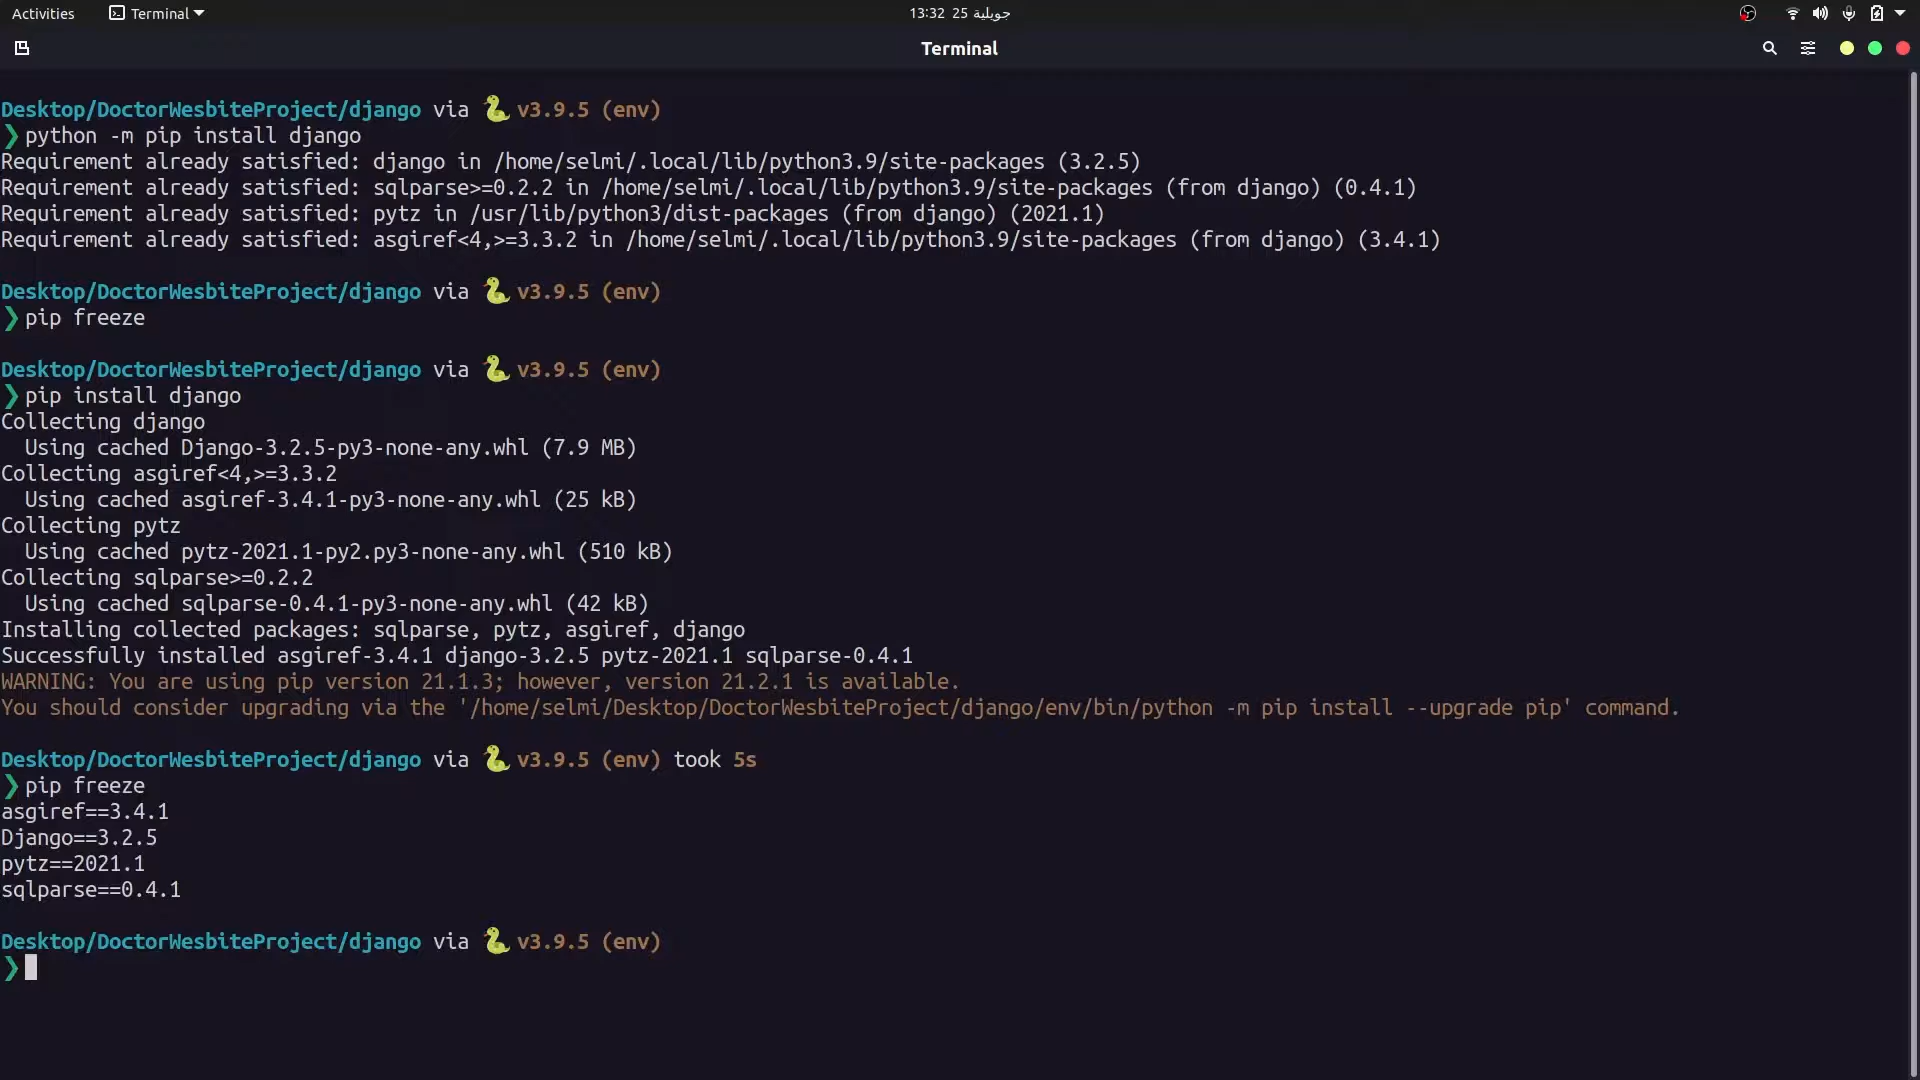 Activities Terminal 13:32 25 جويلية
Terminal
Desktop/DoctorWesbiteProject/django via v3.9.5 (env)
❯ python -m pip install django
Requirement already satisfied: django in /home/selmi/.local/lib/python3.9/site-packages (3.2.5)
Requirement already satisfied: sqlparse>=0.2.2 in /home/selmi/.local/lib/python3.9/site-packages (from django) (0.4.1)
Requirement already satisfied: pytz in /usr/lib/python3/dist-packages (from django) (2021.1)
Requirement already satisfied: asgiref<4,>=3.3.2 in /home/selmi/.local/lib/python3.9/site-packages (from django) (3.4.1)
Desktop/DoctorWesbiteProject/django via v3.9.5 (env)
❯ pip freeze
Desktop/DoctorWesbiteProject/django via v3.9.5 (env)
❯ pip install django
Collecting django
Using cached Django-3.2.5-py3-none-any.whl (7.9 MB)
Collecting asgiref<4,>=3.3.2
Using cached asgiref-3.4.1-py3-none-any.whl (25 kB)
Collecting pytz
Using cached pytz-2021.1-py2.py3-none-any.whl (510 kB)
Collecting sqlparse>=0.2.2
Using cached sqlparse-0.4.1-py3-none-any.whl (42 kB)
Installing collected packages: sqlparse, pytz, asgiref, django
Successfully installed asgiref-3.4.1 django-3.2.5 pytz-2021.1 sqlparse-0.4.1
WARNING: You are using pip version 21.1.3; however, version 21.2.1 is available.
You should consider upgrading via the '/home/selmi/Desktop/DoctorWesbiteProject/django/env/bin/python -m pip install --upgrade pip' command.
Desktop/DoctorWesbiteProject/django via v3.9.5 (env) took 5s
❯ pip freeze
asgiref==3.4.1
Django==3.2.5
pytz==2021.1
sqlparse==0.4.1
Desktop/DoctorWesbiteProject/django via v3.9.5 (env)
❯